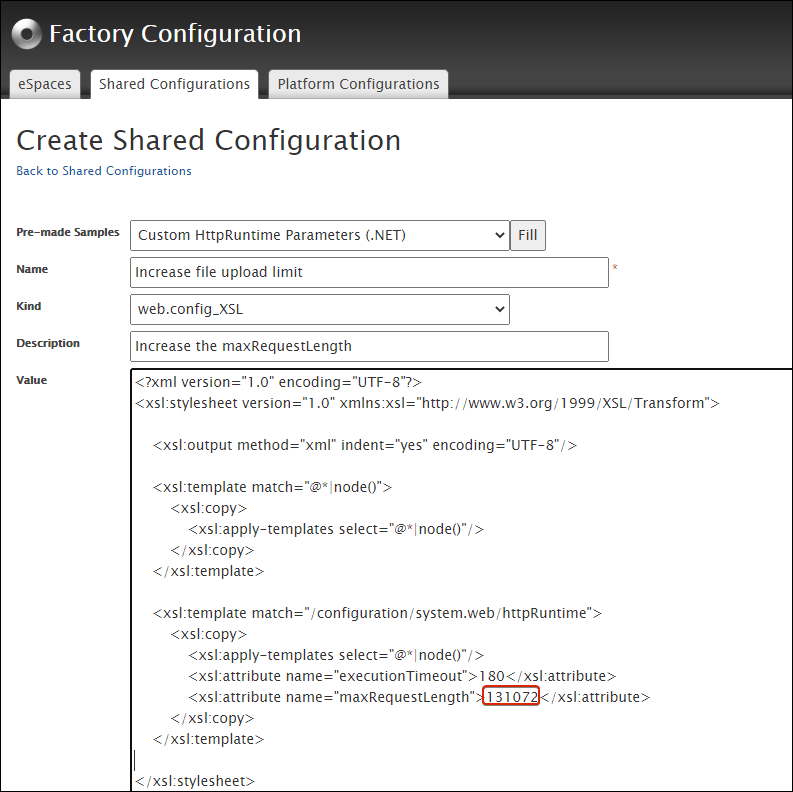 Factory Configuration
eSpaces
Shared Configurations
Platform Configurations
Create Shared Configuration
Back to Shared Configurations
Pre-made Samples
Custom HttpRuntime Parameters (.NET)
Fill
Name
Increase file upload limit
*
Kind
web.config_XSL
Description
Increase the maxRequestLength
Value
<?xml version="1.0" encoding="UTF-8"?>
<xsl:stylesheet version="1.0" xmlns:xsl="http://www.w3.org/1999/XSL/Transform">
<xsl:output method="xml" indent="yes" encoding="UTF-8"/>
<xsl:template match="@*|node()">
<xsl:copy>
<xsl:apply-templates select="@*|node()"/>
</xsl:copy>
</xsl:template>
<xsl:template match="/configuration/system.web/httpRuntime">
<xsl:copy>
<xsl:apply-templates select="@*|node()"/>
<xsl:attribute name="executionTimeout">180</xsl:attribute>
<xsl:attribute name="maxRequestLength">131072</xsl:attribute>
</xsl:copy>
</xsl:template>
</xsl:stylesheet>